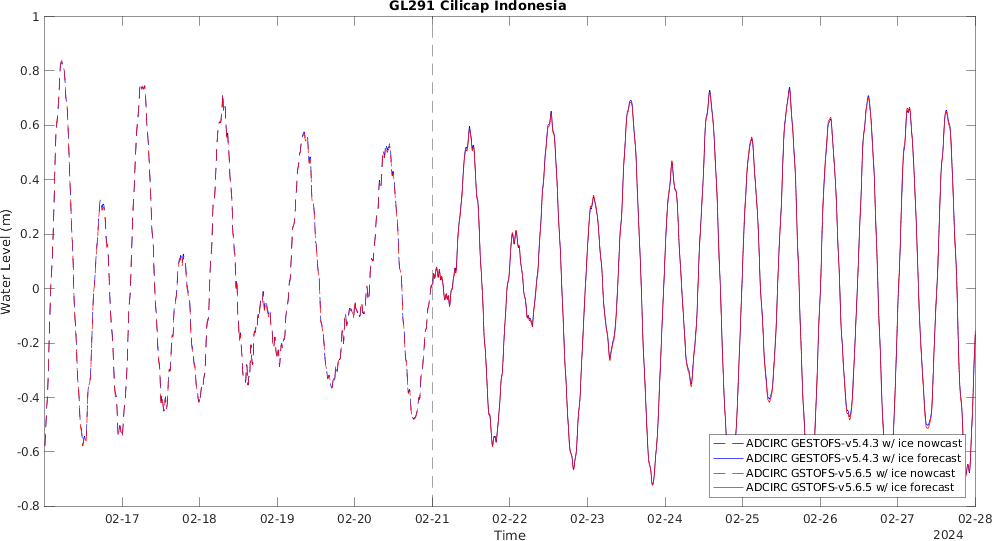 GL291 Cilicap Indonesia
1
0.8
0.6
0.4
0.2
0
-0.2
-0.4
-0.6
-0.8
Water Level (m)
ADCIRC GESTOFS-v5.4.3 w/ ice nowcast
ADCIRC GESTOFS-v5.4.3 w/ ice forecast
ADCIRC GSTOFS-v5.6.5 w/ ice nowcast
ADCIRC GSTOFS-v5.6.5 w/ ice forecast
02-17 02-18 02-19 02-20 02-21 02-22 02-23 02-24 02-25 02-26 02-27 02-28
Time
2024